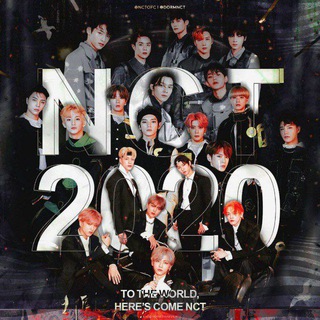 @NCTOFC I @DORMNCT
NCT
2020
TO THE WORLD,
HERE'S COME NCT